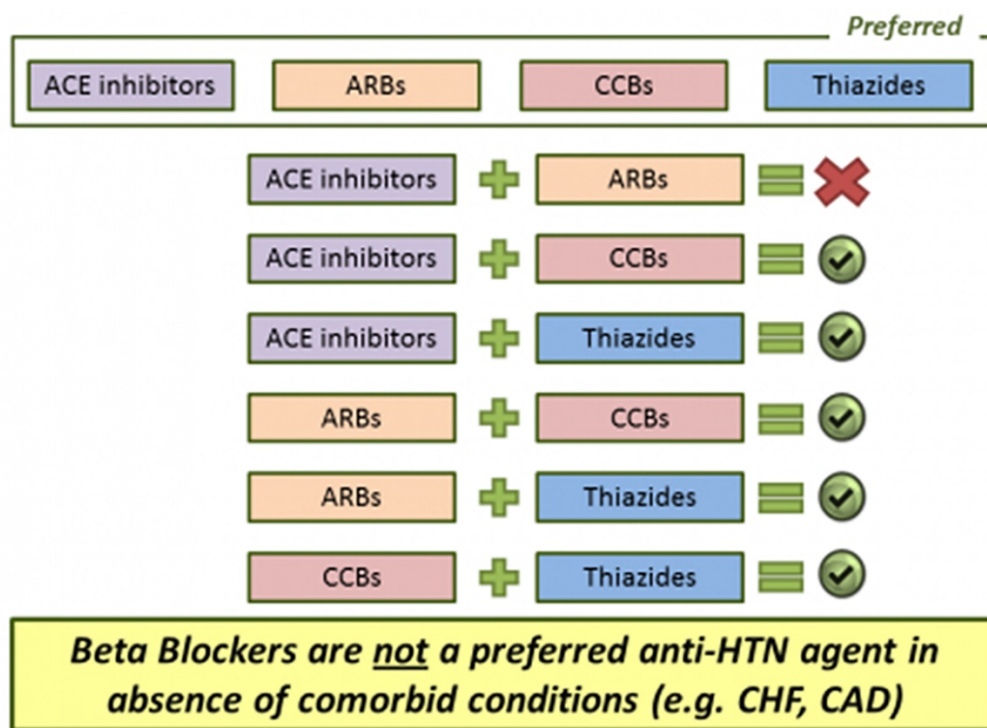 Preferred
ACE inhibitors ARBs CCBs Thiazides
ACE inhibitors ARBs
ACE inhibitors CCBs
ACE inhibitors Thiazides
ARBs CCBs
ARBs Thiazides
CCBs Thiazides
Beta Blockers are not a preferred anti-HTN agent in
absence of comorbid conditions (e.g. CHF, CAD)